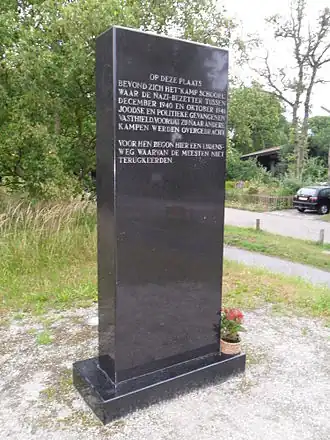 OP DEZE PLAATS
BEVOND ZICH HET KAMP SCHOORL
WAAR DE NAZI-BEZETTER TUSSEN
DECEMBER 1940 EN OKTOBER 1941
JOODSE EN POLITIEKE GEVANGENEN
VASTHIELD, VOORDAT ZIJ NAAR ANDERE
KAMPEN WERDEN OVERGEBRACHT
VOOR HEN BEGON HIER EEN LIJDENS-
WEG WAARVAN DE MEESTEN NIET
TERUGKEERDEN